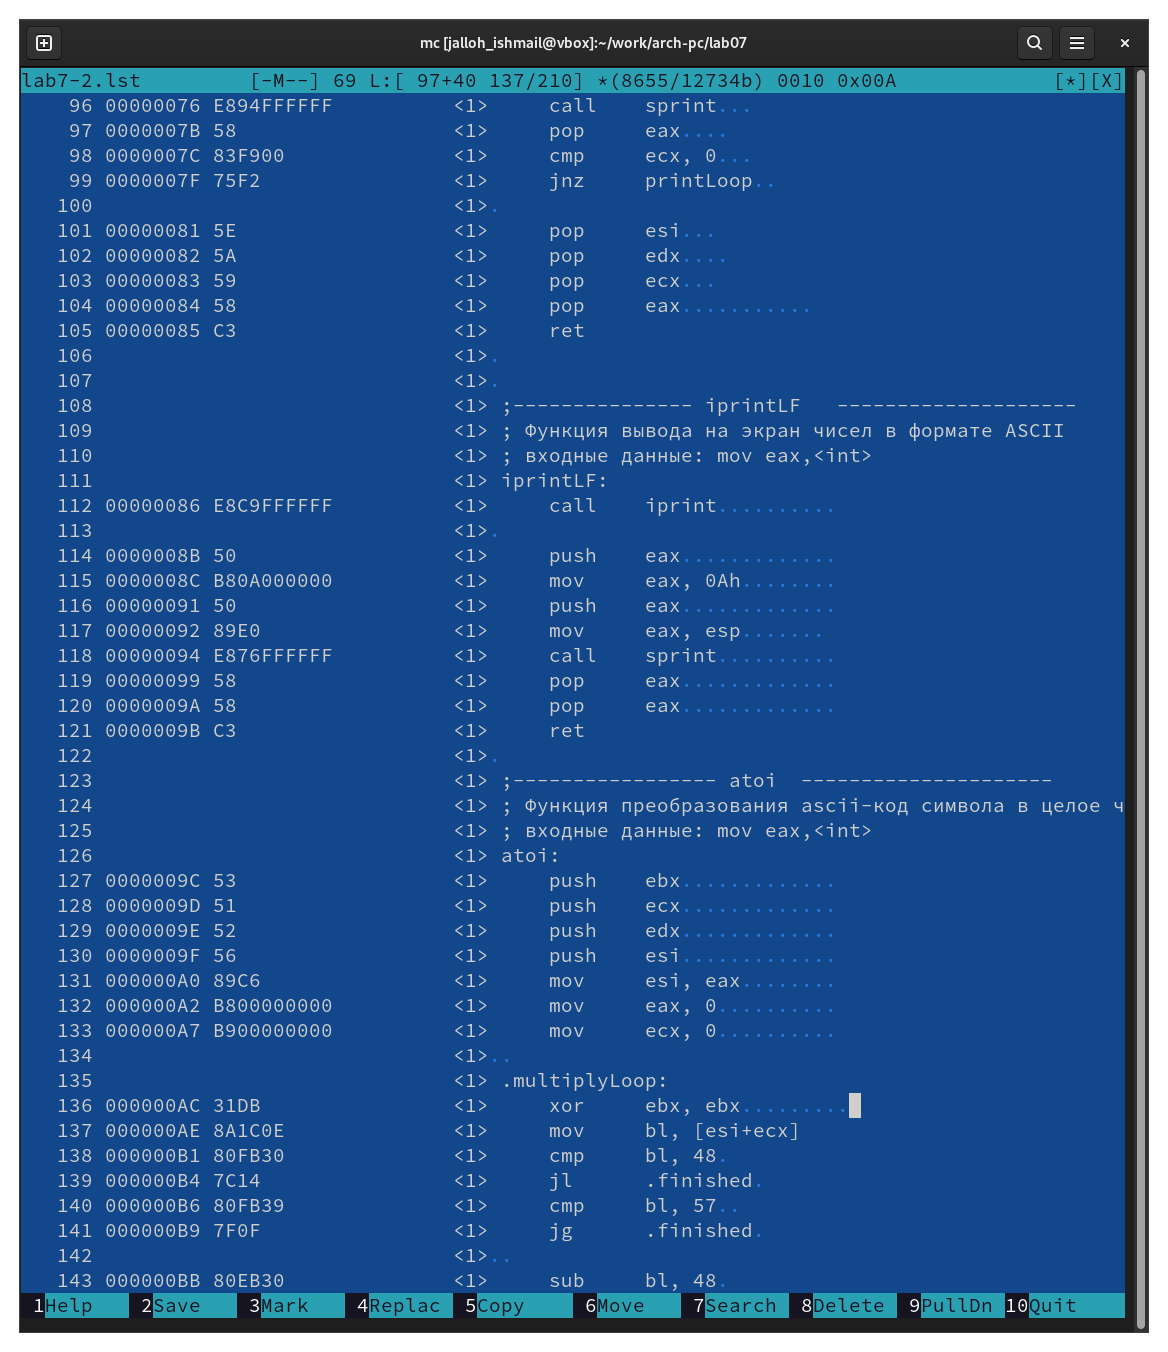 mc [jalloh_ishmail@vbox]:~/work/arch-pc/lab07
lab7-2.lst [-M--] 69 L:[ 97+40 137/210] *(8655/12734b) 0010 0x00A [*][X]
96 00000076 E894FFFFFF <1> call sprint...
97 0000007B 58 <1> pop eax....
98 0000007C 83F900 <1> cmp ecx, 0...
99 0000007F 75F2 <1> jnz printLoop..
100 <1>.
101 00000081 5E <1> pop esi...
102 00000082 5A <1> pop edx....
103 00000083 59 <1> pop ecx...
104 00000084 58 <1> pop eax...........
105 00000085 C3 <1> ret
106 <1>.
107 <1>.
108 <1> ;--------------- iprintLF --------------------
109 <1> ; Функция вывода на экран чисел в формате ASCII
110 <1> ; входные данные: mov eax,<int>
111 <1> iprintLF:
112 00000086 E8C9FFFFFF <1> call iprint..........
113 <1>.
114 0000008B 50 <1> push eax.............
115 0000008C B80A000000 <1> mov eax, 0Ah........
116 00000091 50 <1> push eax.............
117 00000092 89E0 <1> mov eax, esp.......
118 00000094 E876FFFFFF <1> call sprint..........
119 00000099 58 <1> pop eax.............
120 0000009A 58 <1> pop eax.............
121 0000009B C3 <1> ret
122 <1>.
123 <1> ;----------------- atoi ---------------------
124 <1> ; Функция преобразования ascii-код символа в целое ч
125 <1> ; входные данные: mov eax,<int>
126 <1> atoi:
127 0000009C 53 <1> push ebx.............
128 0000009D 51 <1> push ecx.............
129 0000009E 52 <1> push edx.............
130 0000009F 56 <1> push esi.............
131 000000A0 89C6 <1> mov esi, eax........
132 000000A2 B800000000 <1> mov eax, 0..........
133 000000A7 B900000000 <1> mov ecx, 0..........
134 <1>..
135 <1> .multiplyLoop:
136 000000AC 31DB <1> xor ebx, ebx.........
137 000000AE 8A1C0E <1> mov bl, [esi+ecx]
138 000000B1 80FB30 <1> cmp bl, 48.
139 000000B4 7C14 <1> jl .finished.
140 000000B6 80FB39 <1> cmp bl, 57..
141 000000B9 7F0F <1> jg .finished.
142 <1>..
143 000000BB 80EB30 <1> sub bl, 48.
1Help 2Save 3Mark 4Replac 5Copy 6Move 7Search 8Delete 9PullDn 10Quit